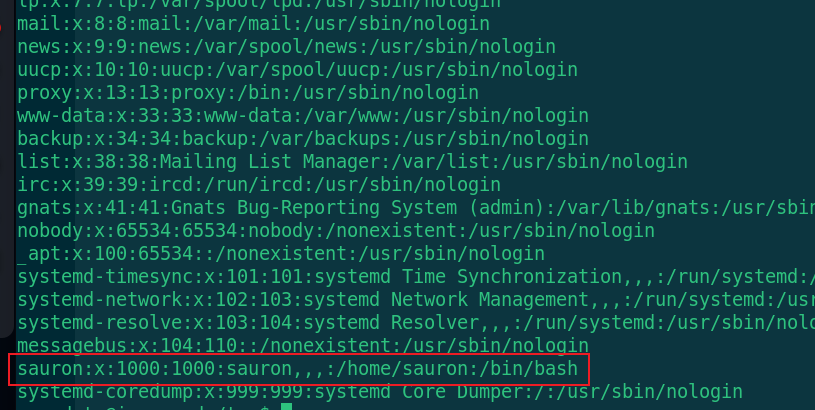 mail:x:8:8:mail:/var/mail:/usr/sbin/nologin
news:x:9:9:news:/var/spool/news:/usr/sbin/nologin
uucp:x:10:10:uucp:/var/spool/uucp:/usr/sbin/nologin
proxy:x:13:13:proxy:/bin:/usr/sbin/nologin
www-data:x:33:33:www-data:/var/www:/usr/sbin/nologin
backup:x:34:34:backup:/var/backups:/usr/sbin/nologin
list:x:38:38:Mailing List Manager:/var/list:/usr/sbin/nologin
irc:x:39:39:ircd:/run/ircd:/usr/sbin/nologin
gnats:x:41:41:Gnats Bug-Reporting System (admin):/var/lib/gnats:/usr/sbin
nobody:x:65534:65534:nobody:/nonexistent:/usr/sbin/nologin
_apt:x:100:65534::/nonexistent:/usr/sbin/nologin
systemd-timesync:x:101:101:systemd Time Synchronization,,,:/run/systemd:/
systemd-network:x:102:103:systemd Network Management,,,:/run/systemd:/usr
systemd-resolve:x:103:104:systemd Resolver,,,:/run/systemd:/usr/sbin/nolo
messagebus:x:104:110::/nonexistent:/usr/sbin/nologin
sauron:x:1000:1000:sauron,,,:/home/sauron:/bin/bash
systemd-coredump:x:999:999:systemd Core Dumper:/:/usr/sbin/nologin